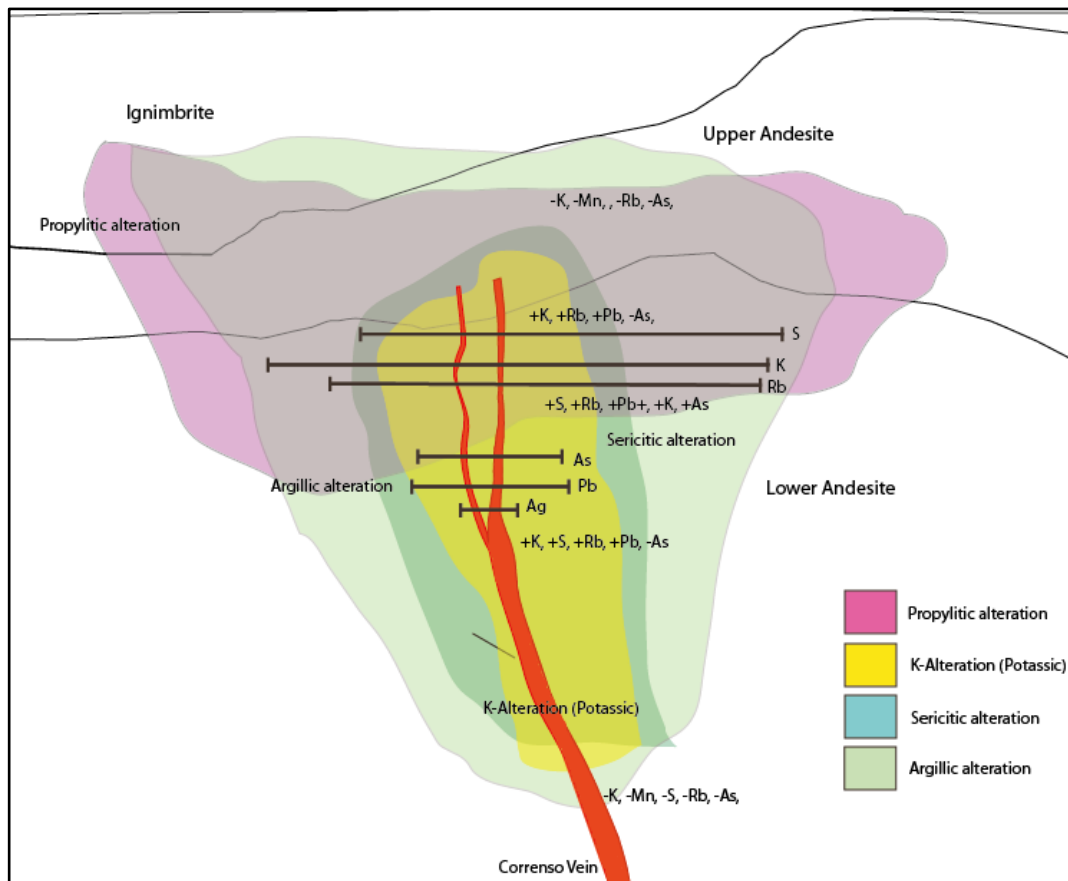 Ignimbrite
Upper Andesite
-K, -Mn, , -Rb, -As,
Propylitic alteration
+K, +Rb, +Pb, -As,
S
K
Rb
+S, +Rb, +Pb+, +K, +As
Sericitic alteration
As
Argillic alteration
Pb
Lower Andesite
Ag
+K, +S, +Rb, +Pb, -As
Propylitic alteration
K-Alteration (Potassic)
K-Alteration (Potassic)
Sericitic alteration
Argillic alteration
-K, -Mn, -S, -Rb, -As,
Correnso Vein